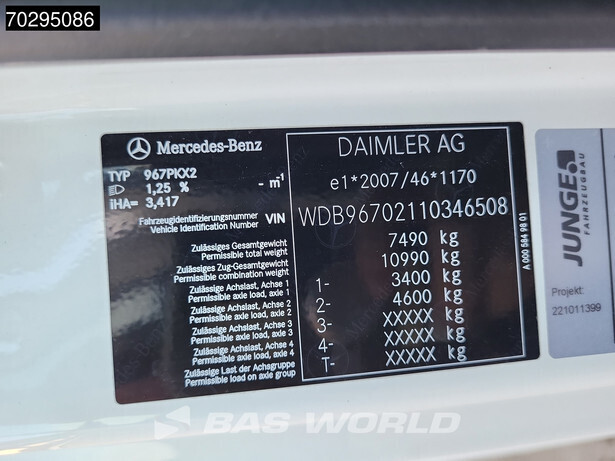 70295086
Mercedes-Benz
DAIMLER AG
TYP 967PKX2
1,25 % - m-1
iHA= 3,417
e1*2007/46*1170
Fahrzeugidentifizierungsnummer
Vehicle Identification Number
VIN WDB96702110346508
Zulässiges Gesamtgewicht
Permissible total weight
7490 kg
Zulässiges Zug-Gesamtgewicht
Permissible combination weight
10990 kg
Zulässige Achslast, Achse 1
Permissible axle load, axle 1
1- 3400 kg
Zulässige Achslast, Achse 2
Permissible axle load, axle 2
2- 4600 kg
Zulässige Achslast, Achse 3
Permissible axle load, axle 3
3- XXXXX kg
Zulässige Achslast, Achse 4
Permissible axle load, axle 4
4- XXXXX kg
Zulässige Last der Achsgruppe
Permissible load on axle group
T- XXXXX kg
A 000 584 98 01
JUNGE
FAHRZEUGBAU
Projekt:
221011399
BAS WORLD